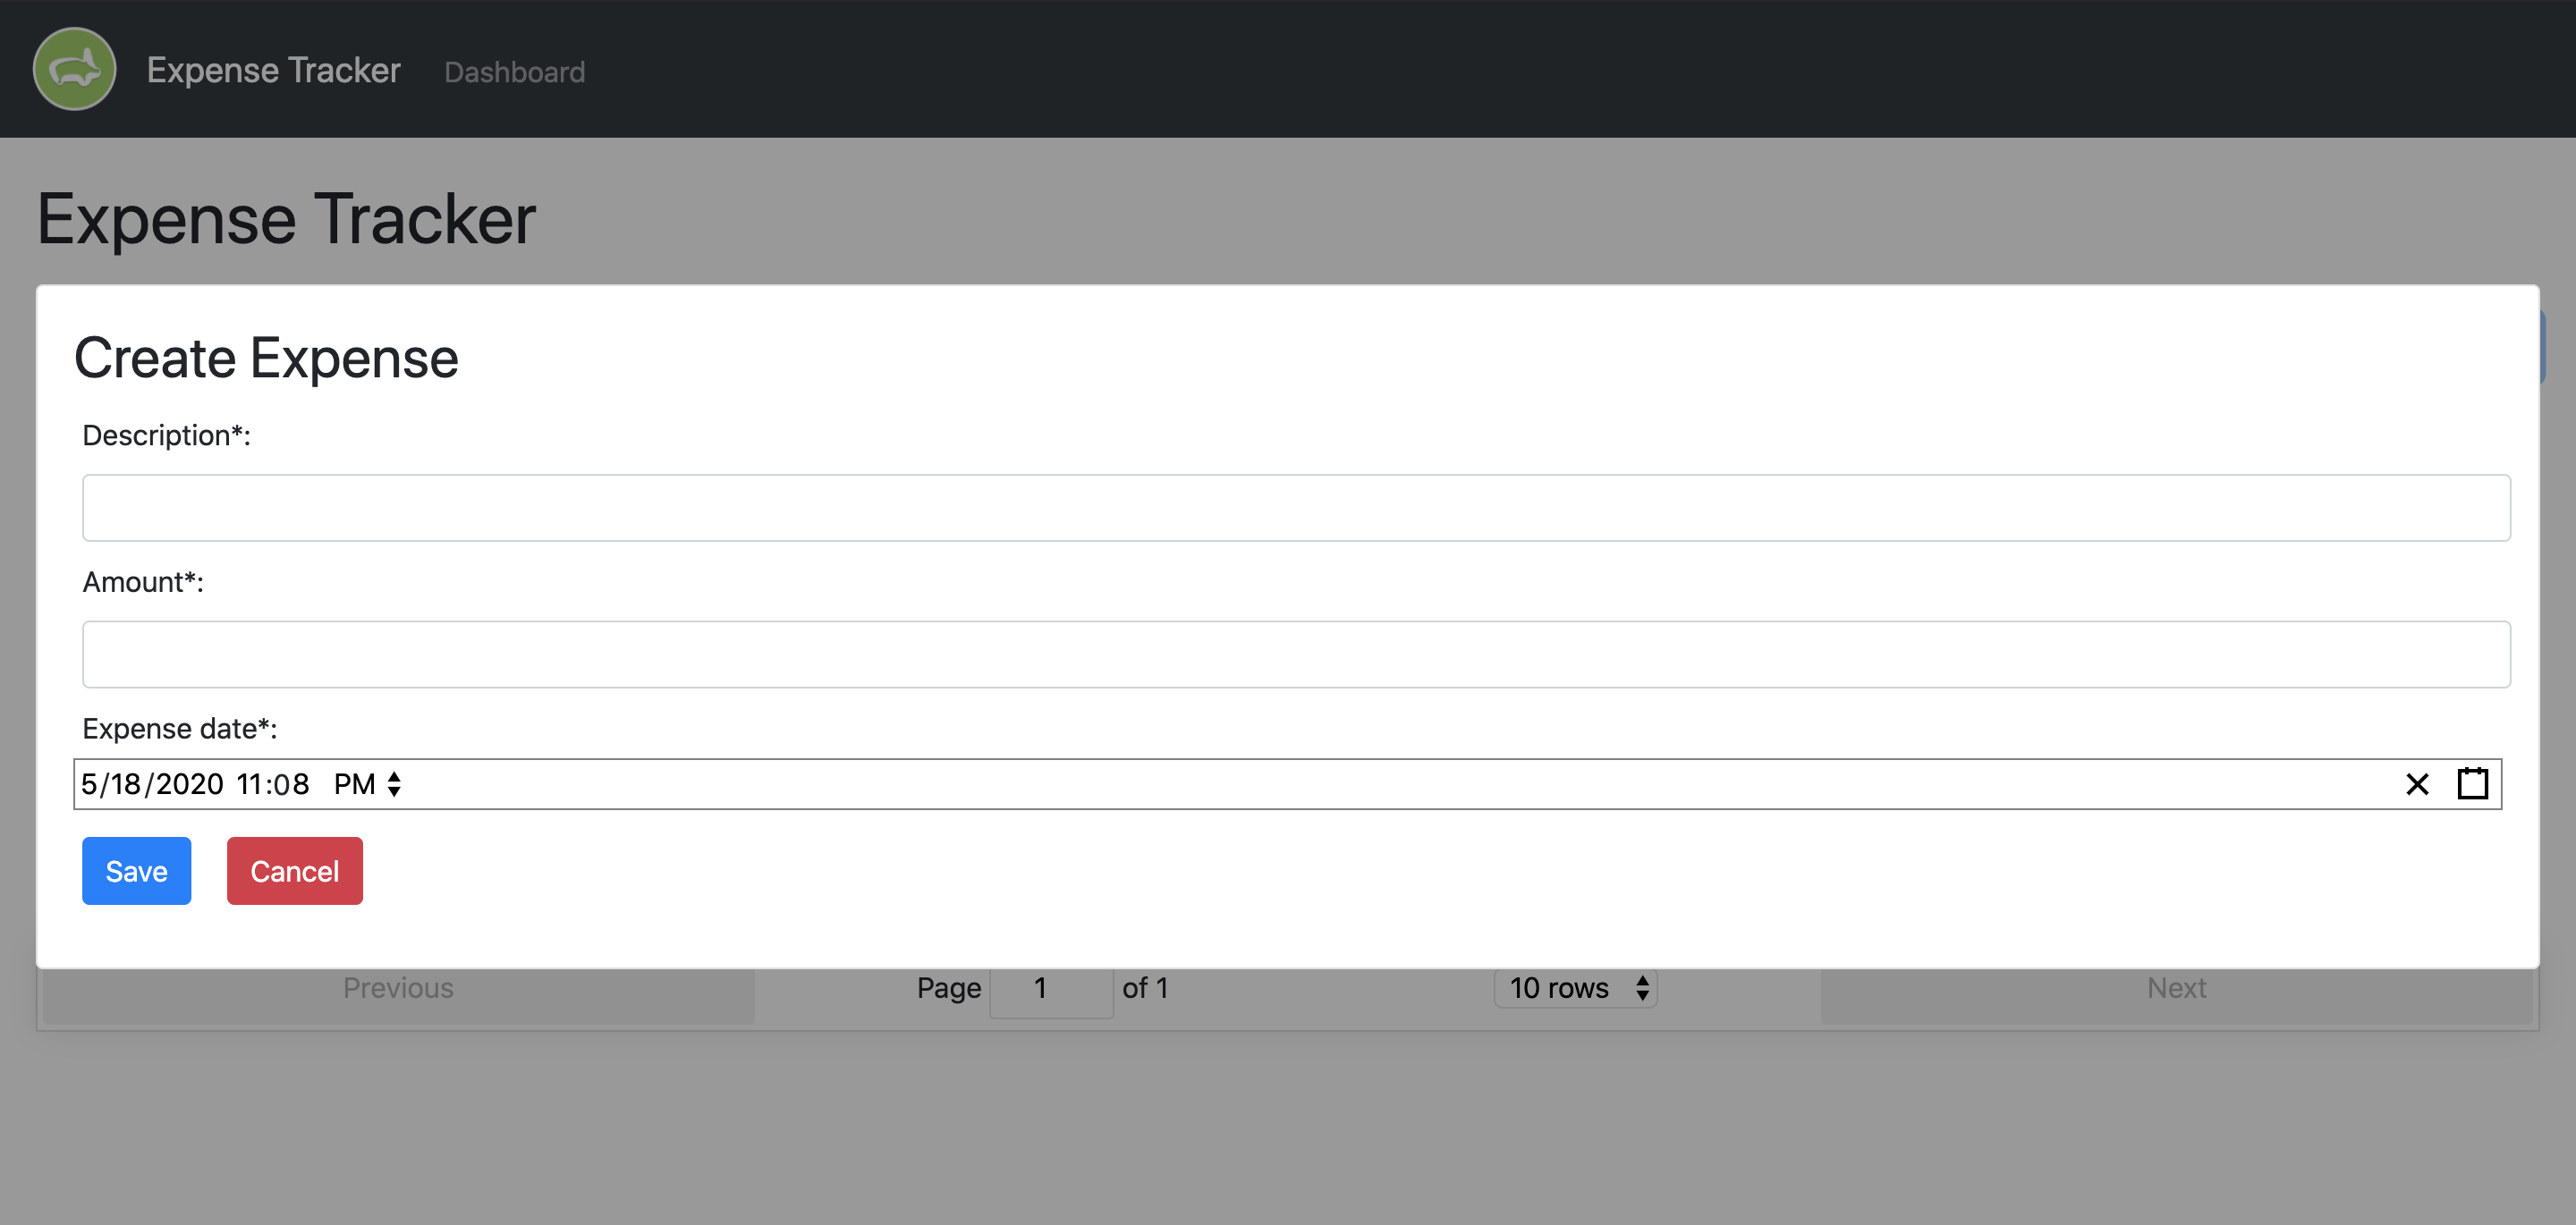 Expense Tracker Dashboard
Expense Tracker
Create Expense
Description*:
Amount*:
Expense date*:
5/18/2020 11:08 PM
Save Cancel
Previous Page 1 of 1 10 rows Next